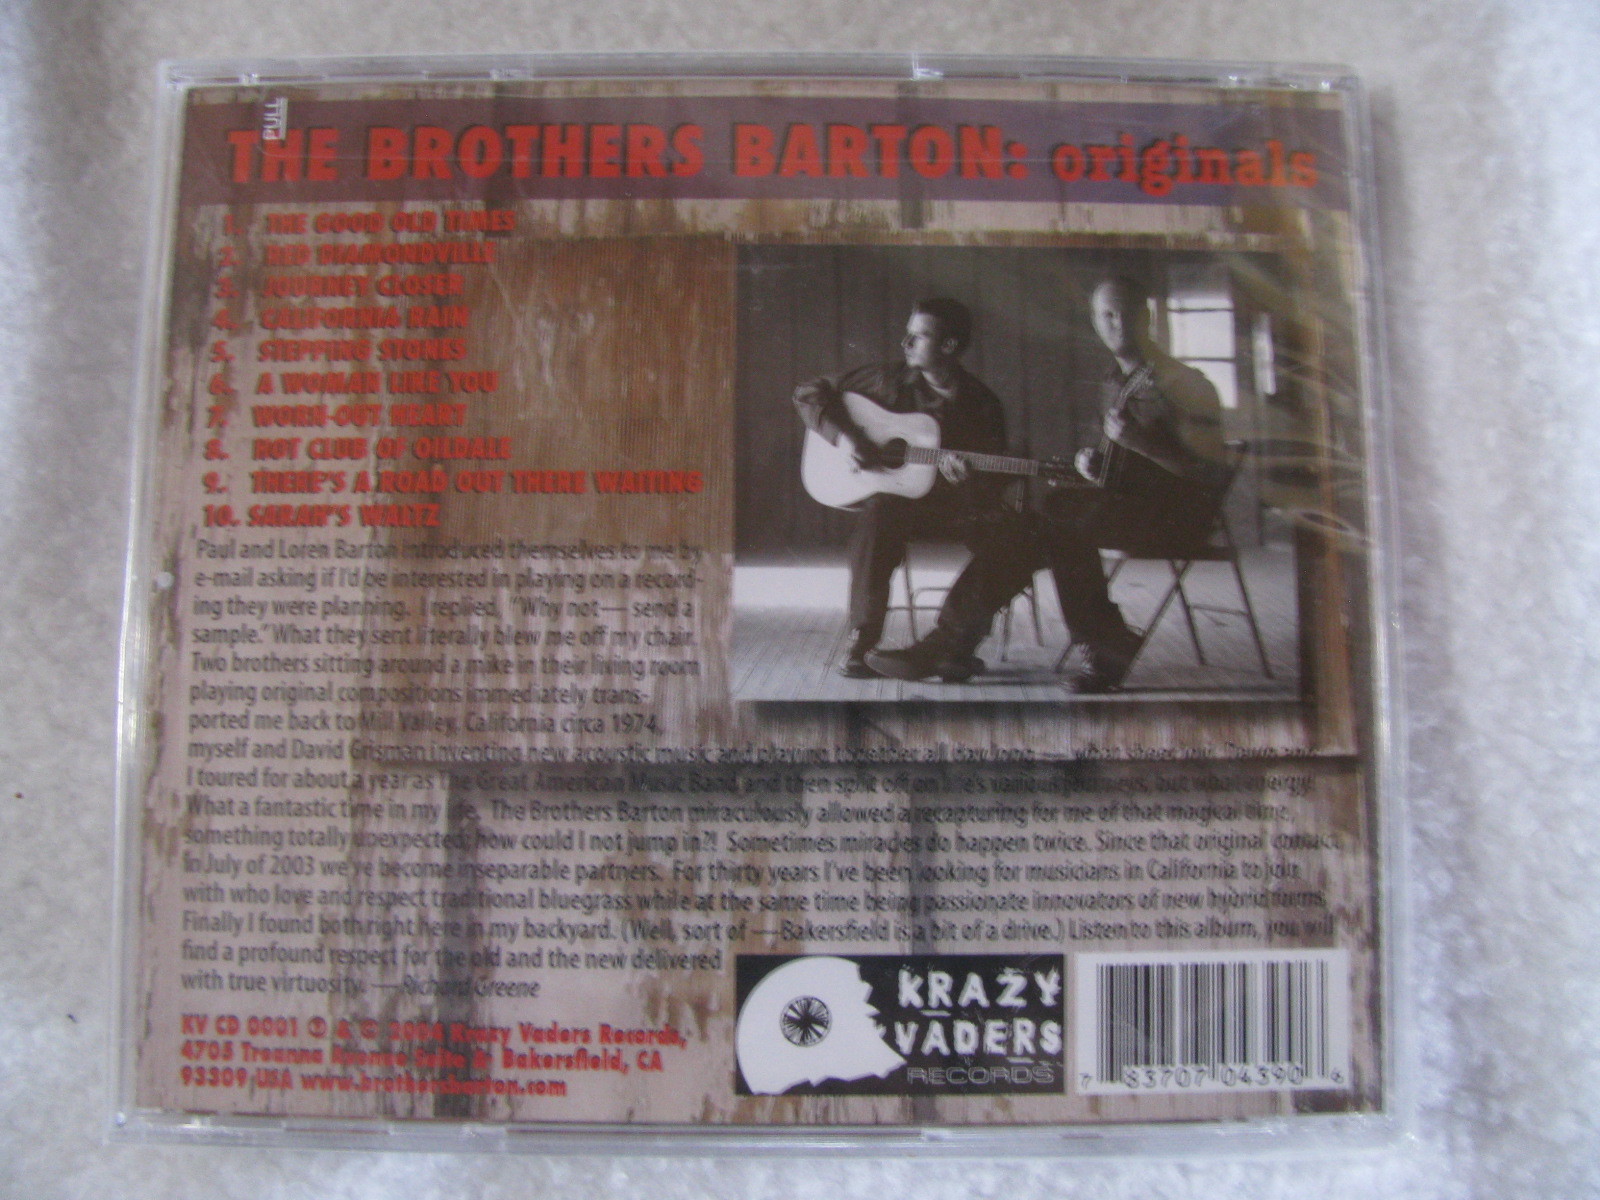 PULL
THE BROTHERS BARTON: originals
1. THE GOOD OLD TIMES
2. RED DIAMONDVILLE
3. JOURNEY CLOSER
4. CALIFORNIA RAIN
5. STEPPING STONES
6. A WOMAN LIKE YOU
7. WORN-OUT HEART
8. HOT CLUB OF OILDALE
9. THERE'S A ROAD OUT THERE WAITING
10. SARAH'S WALTZ
Paul and Loren Barton introduced themselves to me by
e-mail asking if I'd be interested in playing on a record-
ing they were planning. I replied, "Why not— send a
sample." What they sent literally blew me off my chair.
Two brothers sitting around a mike in their living room
playing original compositions immediately trans-
ported me back to Mill Valley, California circa 1974,
myself and David Grisman inventing new acoustic music and playing together all day long — what sheer joy! Dawg and
I toured for about a year as The Great American Music Band and then split off on life's various journeys, but what energy!
What a fantastic time in my life. The Brothers Barton miraculously allowed a recapturing for me of that magical time,
something totally unexpected; how could I not jump in?! Sometimes miracles do happen twice. Since that original contact
in July of 2003 we've become inseparable partners. For thirty years I've been looking for musicians in California to join
with who love and respect traditional bluegrass while at the same time being passionate innovators of new hybrid forms.
Finally I found both right here in my backyard. (Well, sort of —Bakersfield is a bit of a drive.) Listen to this album, you will
find a profound respect for the old and the new delivered
with true virtuosity. —Richard Greene
KV CD 0001 ℗ & © 2004 Krazy Vaders Records,
4705 Treanna Avenue Suite Bakersfield, CA
93309 USA www.brothersbarton.com
KRAZY
VADERS
RECORDS
7 83707 04390 6